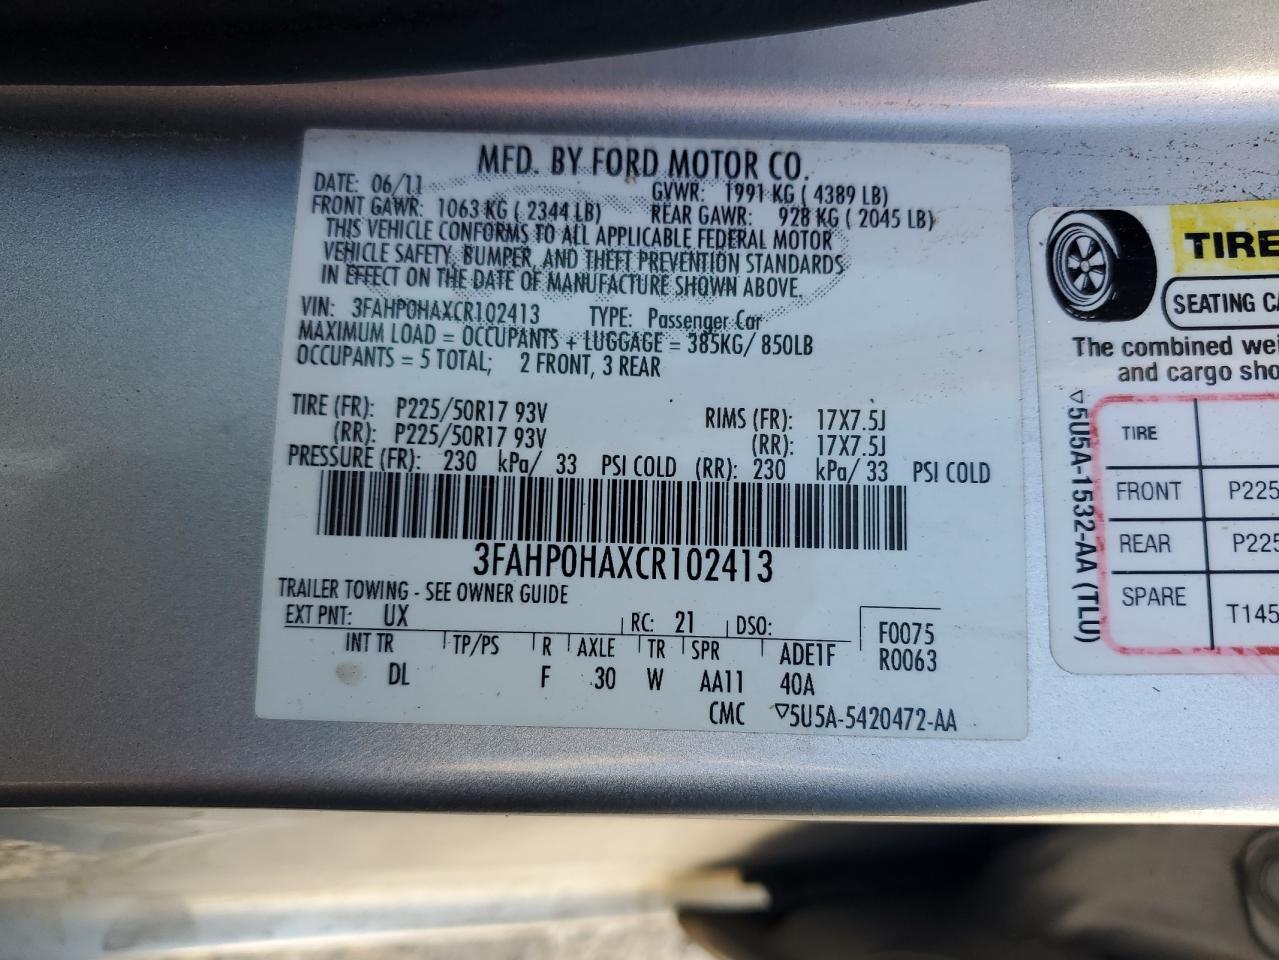 MFD. BY FORD MOTOR CO.
DATE: 06/11 GVWR: 1991 KG ( 4389 LB)
FRONT GAWR: 1063 KG ( 2344 LB) REAR GAWR: 928 KG ( 2045 LB)
THIS VEHICLE CONFORMS TO ALL APPLICABLE FEDERAL MOTOR
VEHICLE SAFETY, BUMPER, AND THEFT PREVENTION STANDARDS
IN EFFECT ON THE DATE OF MANUFACTURE SHOWN ABOVE.
VIN: 3FAHP0HAXCR102413 TYPE: Passenger Car
MAXIMUM LOAD = OCCUPANTS + LUGGAGE = 385KG/ 850LB
OCCUPANTS = 5 TOTAL; 2 FRONT, 3 REAR
TIRE (FR): P225/50R17 93V RIMS (FR): 17X7.5J
(RR): P225/50R17 93V (RR): 17X7.5J
PRESSURE (FR): 230 kPa/ 33 PSI COLD (RR): 230 kPa/ 33 PSI COLD
3FAHP0HAXCR102413
TRAILER TOWING - SEE OWNER GUIDE
EXT PNT: UX RC: 21 DSO: F0075
INT TR TP/PS R AXLE TR SPR ADE1F R0063
DL F 30 W AA11 40A
CMC ▽5U5A-5420472-AA
TIRE
SEATING CA
The combined wei
and cargo sho
▽5U5A-1532-AA (TLU)
TIRE
FRONT P225
REAR P225
SPARE T145